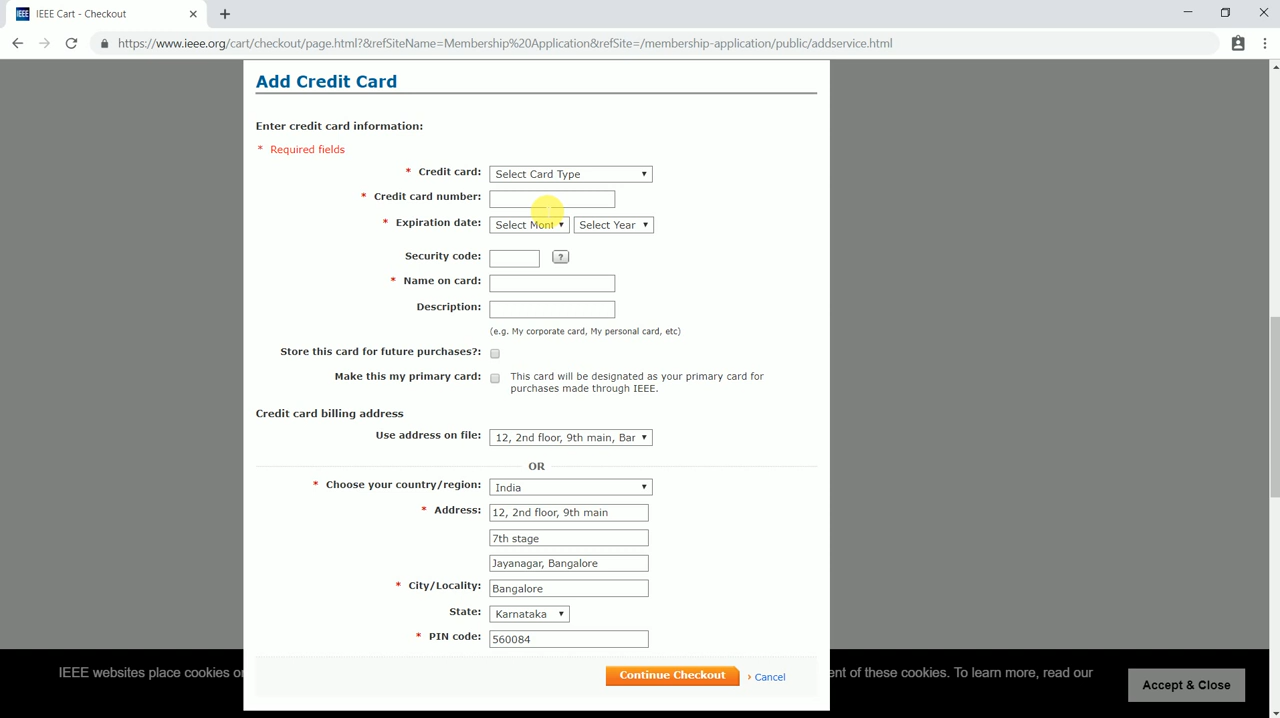 IEEE Cart - Checkout
https://www.ieee.org/cart/checkout/page.html?&refSiteName=Membership%20Application&refSite=/membership-application/public/addservice.html
Add Credit Card
Enter credit card information:
* Required fields
* Credit card: Select Card Type
* Credit card number:
* Expiration date: Select Mont Select Year
Security code: ?
* Name on card:
Description:
(e.g. My corporate card, My personal card, etc)
Store this card for future purchases?:
Make this my primary card: This card will be designated as your primary card for
purchases made through IEEE.
Credit card billing address
Use address on file: 12, 2nd floor, 9th main, Bar
OR
* Choose your country/region: India
* Address: 12, 2nd floor, 9th main
7th stage
Jayanagar, Bangalore
* City/Locality: Bangalore
State: Karnataka
* PIN code: 560084
Continue Checkout › Cancel
IEEE websites place cookies o
ent of these cookies. To learn more, read our
Accept & Close